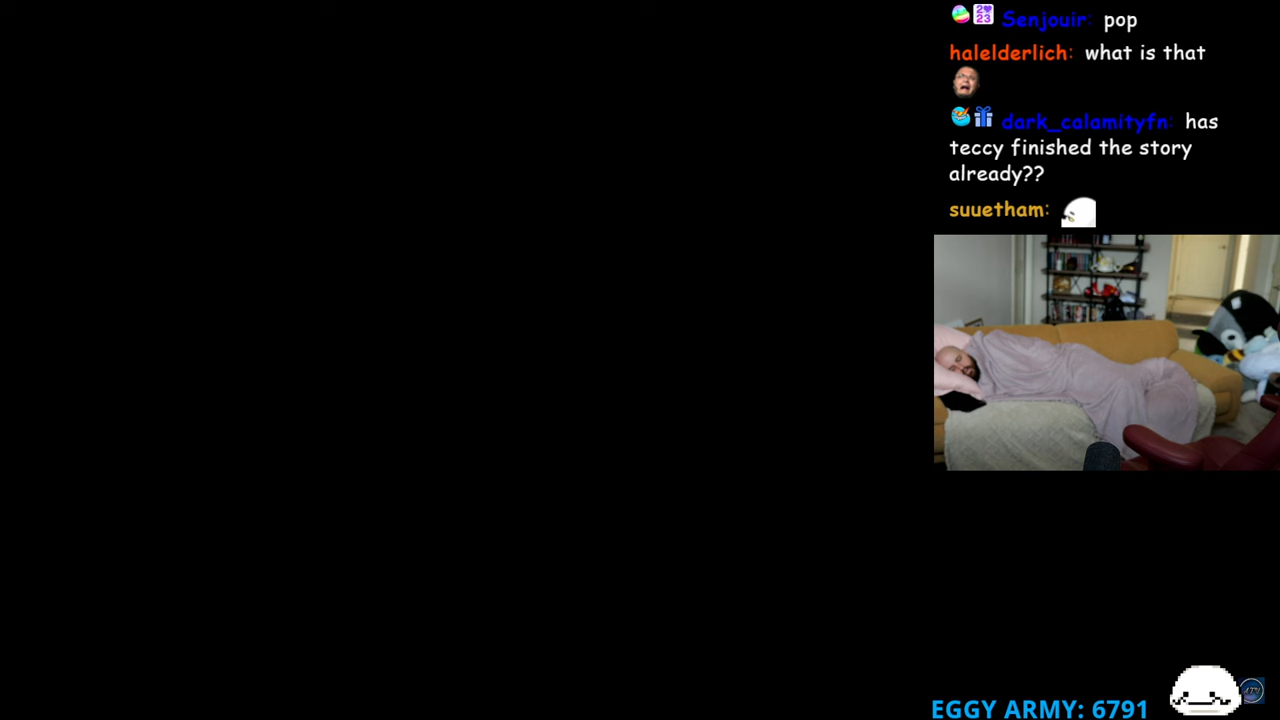 Senjouir: pop
halelderlich: what is that
dark_calamityfn: has
teccy finished the story
already??
suuetham:
EGGY ARMY: 6791